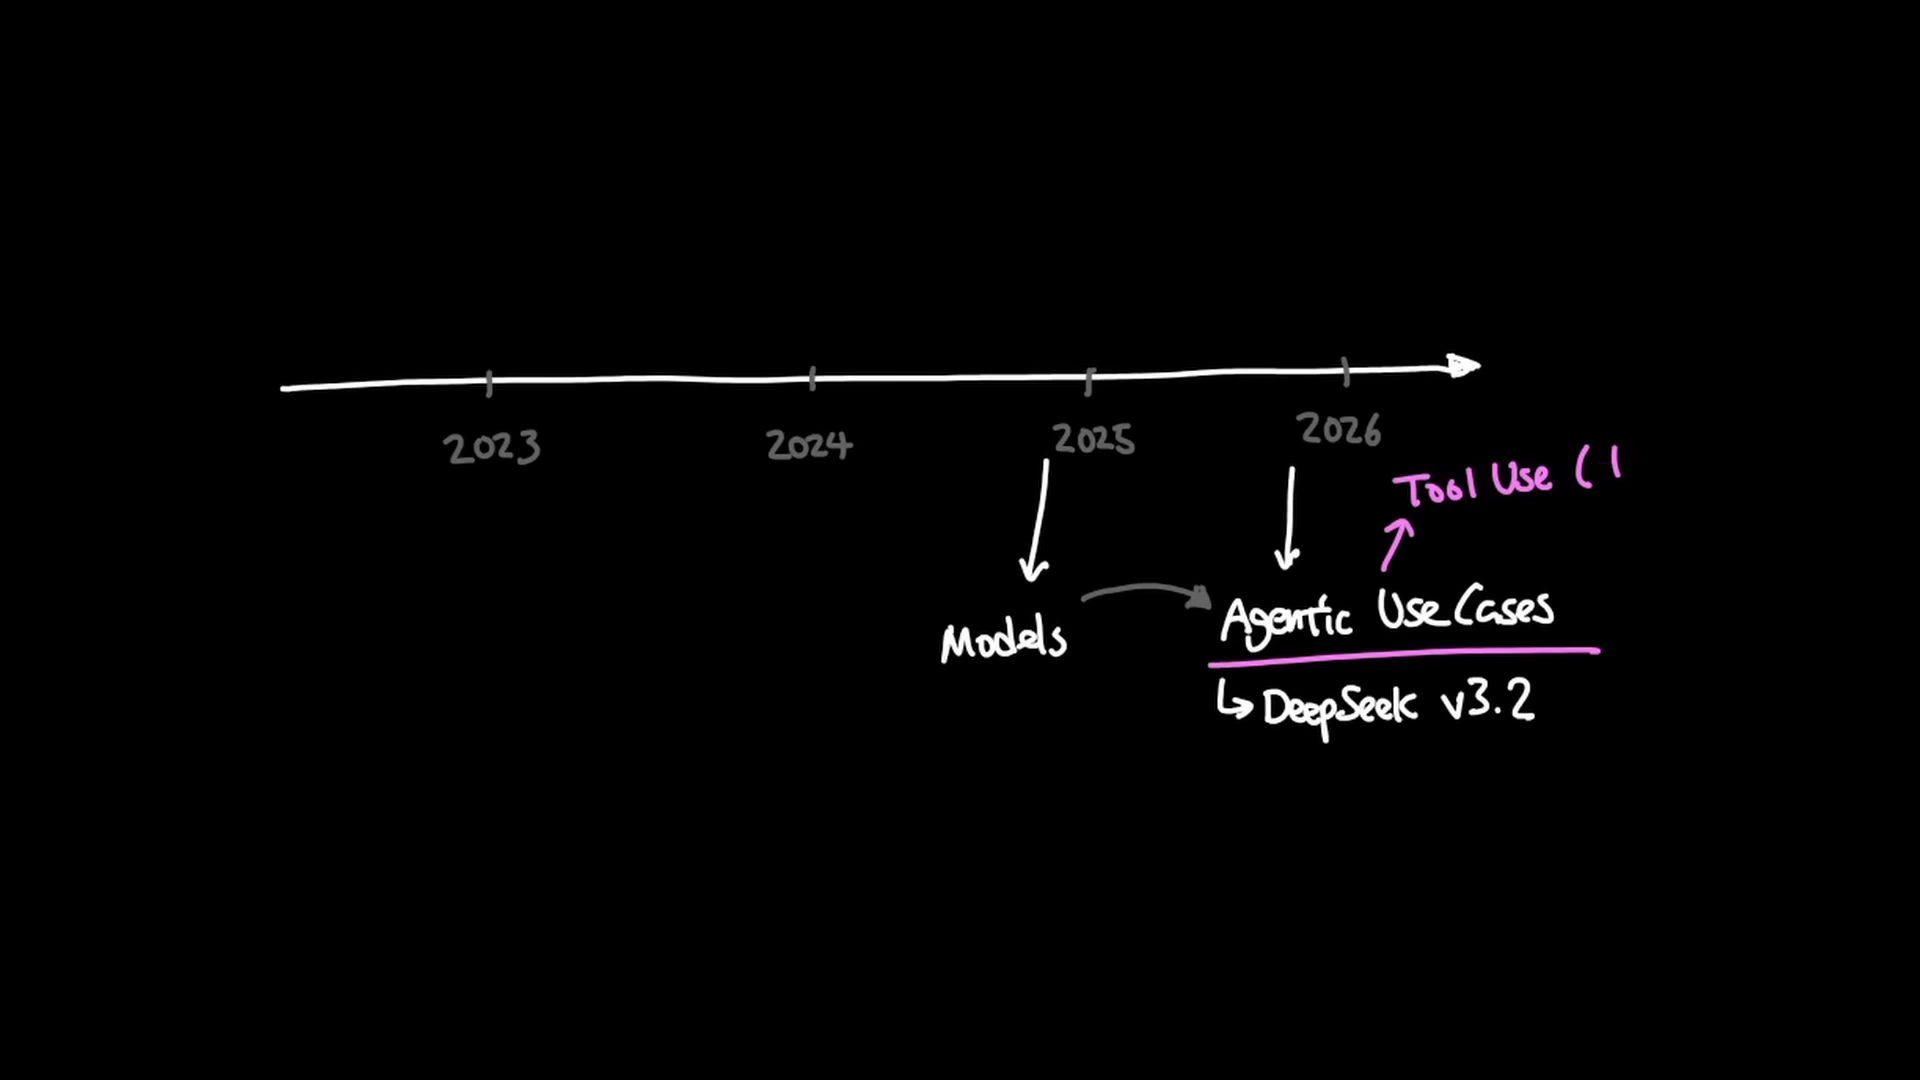 2023 2024 2025 2026
Tool Use (
Models
Agentic Use Cases
↳ DeepSeek v3.2